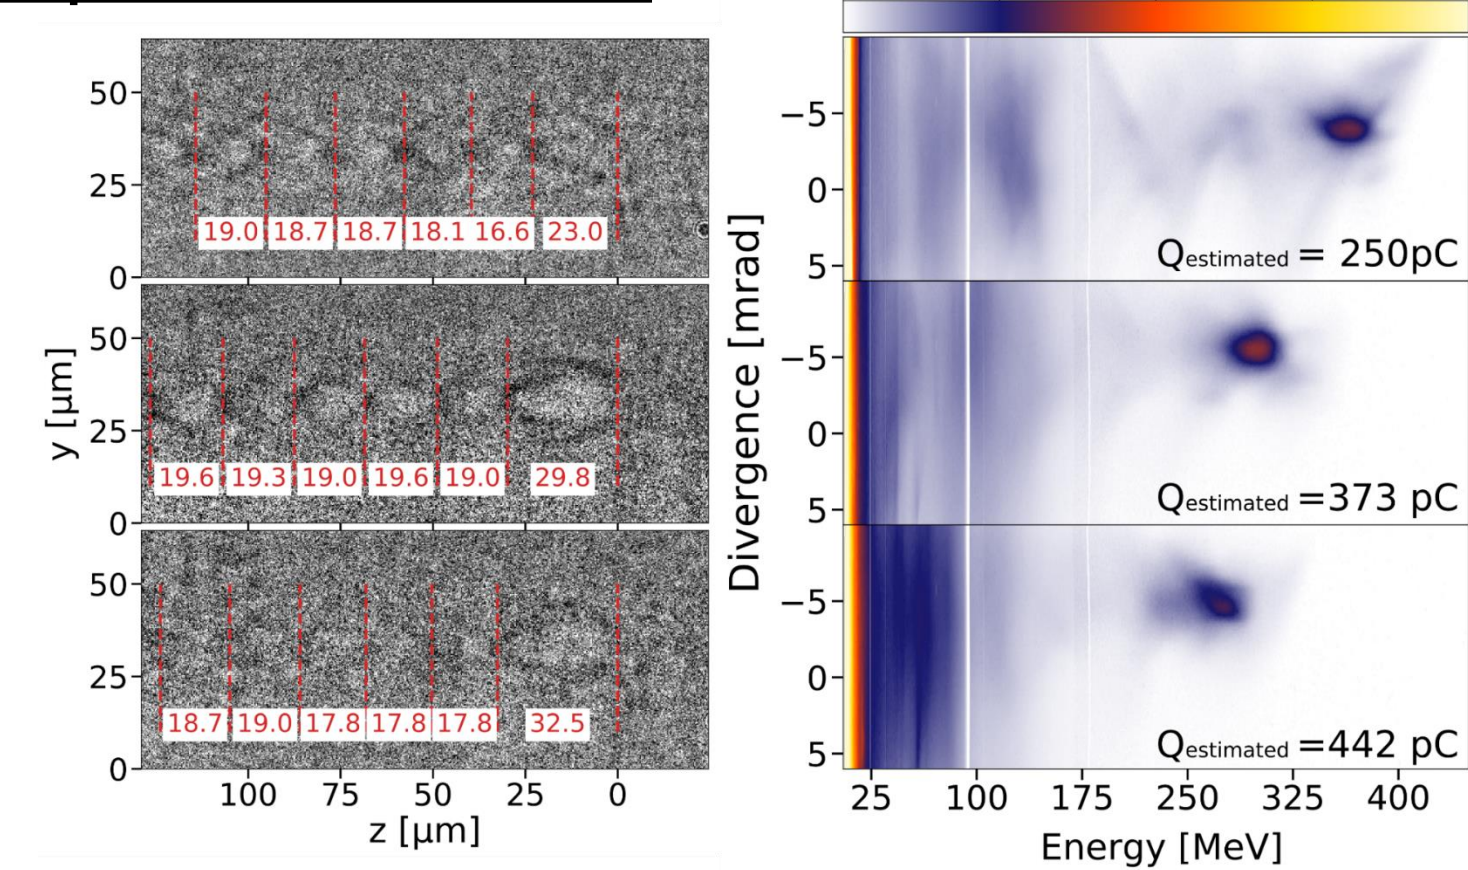 50
25
0
19.0 18.7 18.7 18.1 16.6 23.0
50
25
0
19.6 19.3 19.0 19.6 19.0 29.8
50
25
0
18.7 19.0 17.8 17.8 17.8 32.5
100 75 50 25 0
z [μm]
y [μm]
Divergence [mrad]
−5
0
5
Qestimated = 250pC
−5
0
5
Qestimated =373 pC
−5
0
5
Qestimated =442 pC
25 100 175 250 325 400
Energy [MeV]